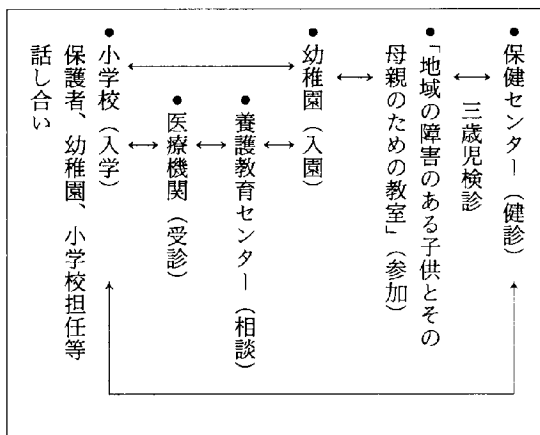 ●保健センター（健診）
三歳児検診
●「地域の障害のある子供とその
母親のための教室」（参加）
●幼稚園（入園）
●養護教育センター（相談）
●医療機関（受診）
●小学校（入学）
保護者、幼稚園、小学校担任等
話し合い